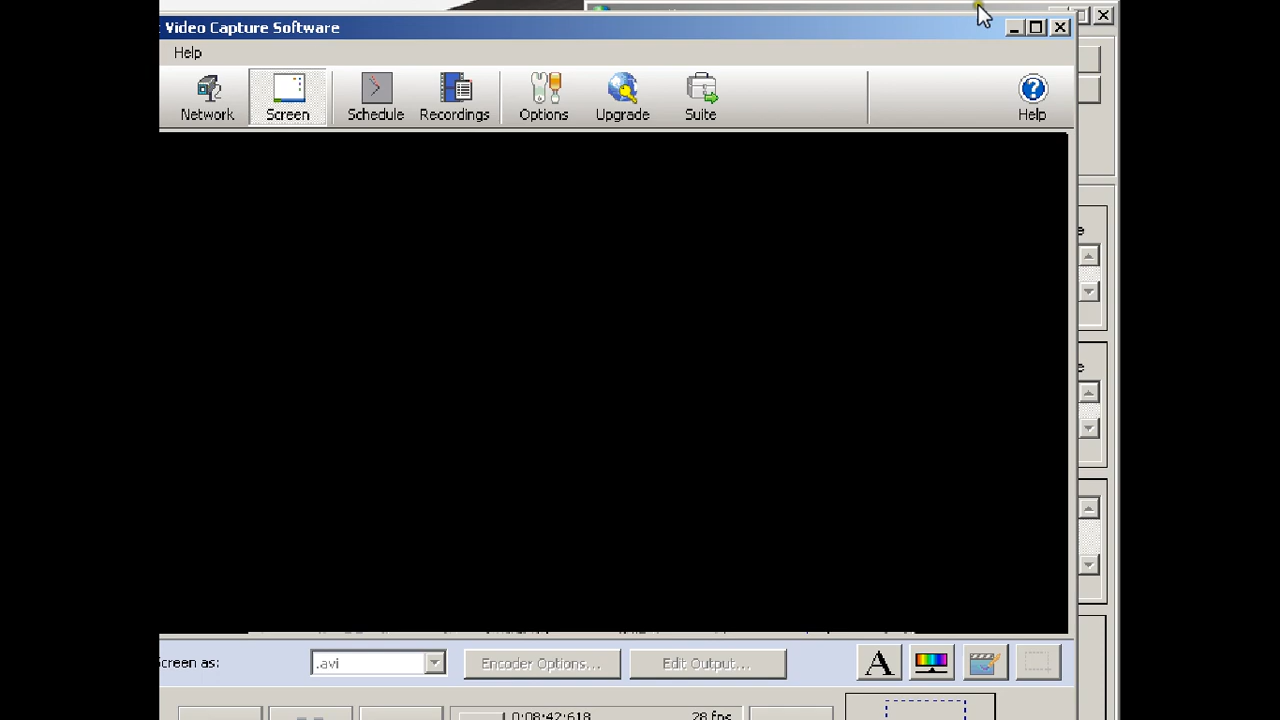 Video Capture Software
Help
Network
Screen
Schedule
Recordings
Options
Upgrade
Suite
Help
creen as:
.avi
Encoder Options...
Edit Output...
A
0:08:42:618
28 fps